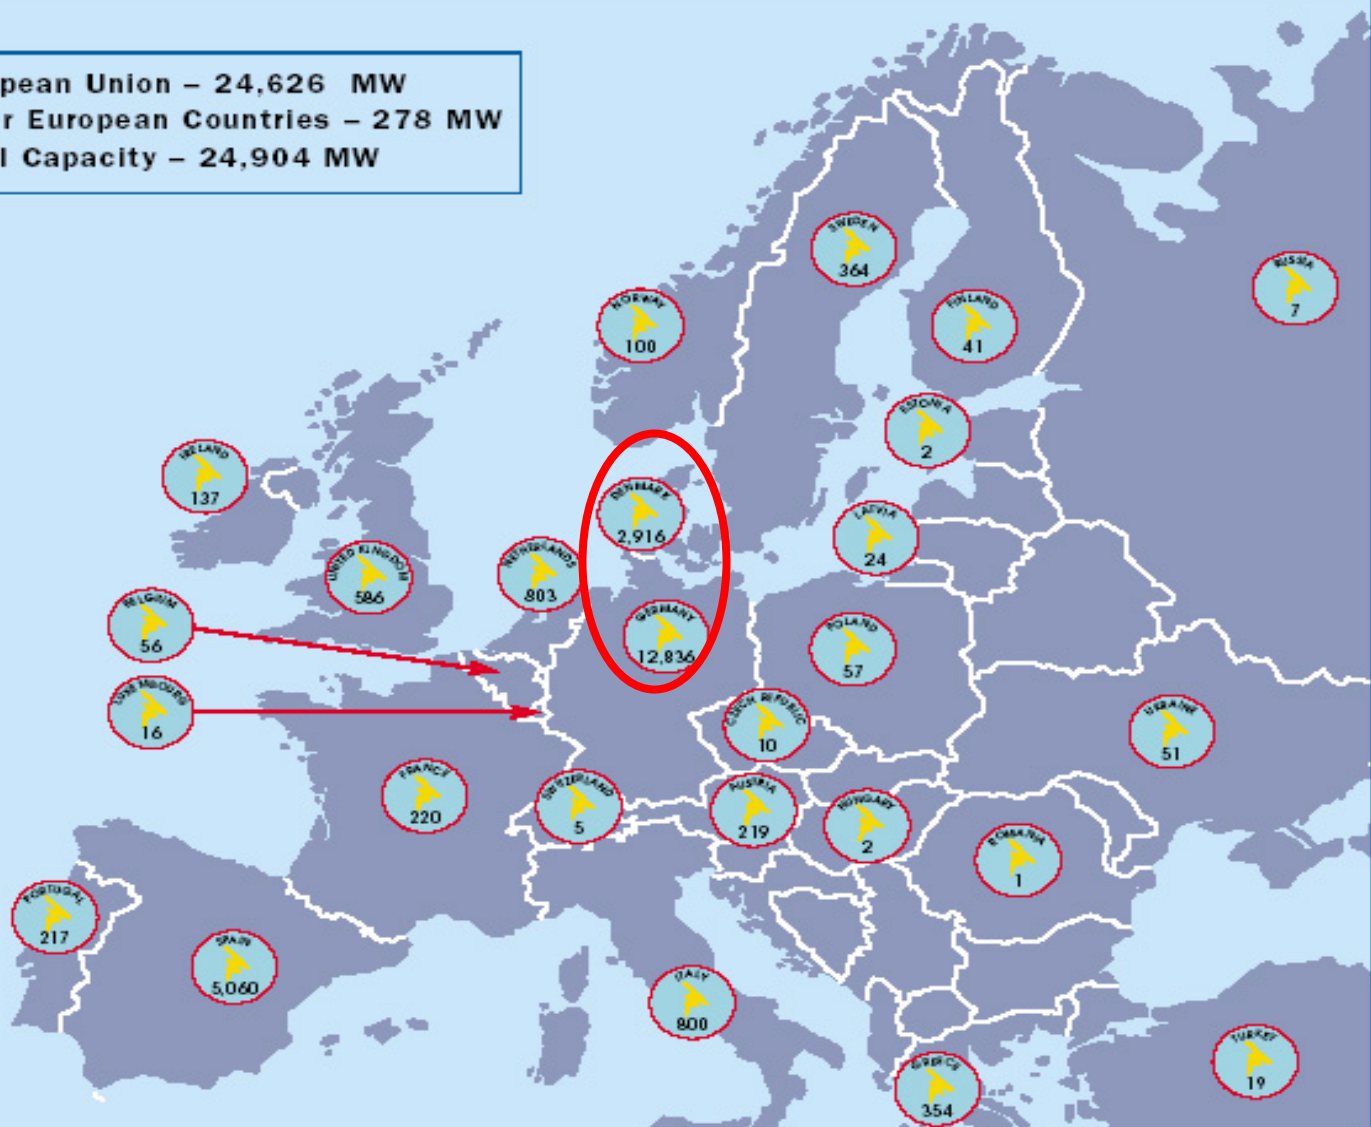 pean Union – 24,626 MW
r European Countries – 278 MW
l Capacity – 24,904 MW
SWEDEN
364
RUSSIA
7
NORWAY
100
FINLAND
41
ESTONIA
2
IRELAND
137
DENMARK
2,916
LATVIA
24
UNITED KINGDOM
586
NETHERLANDS
803
BELGIUM
56
GERMANY
12,836
POLAND
57
LUXEMBOURG
16
CZECH REPUBLIC
10
UKRAINE
51
FRANCE
220
SWITZERLAND
5
AUSTRIA
219
HUNGARY
2
ROMANIA
1
PORTUGAL
217
SPAIN
5,060
ITALY
800
GREECE
354
TURKEY
19